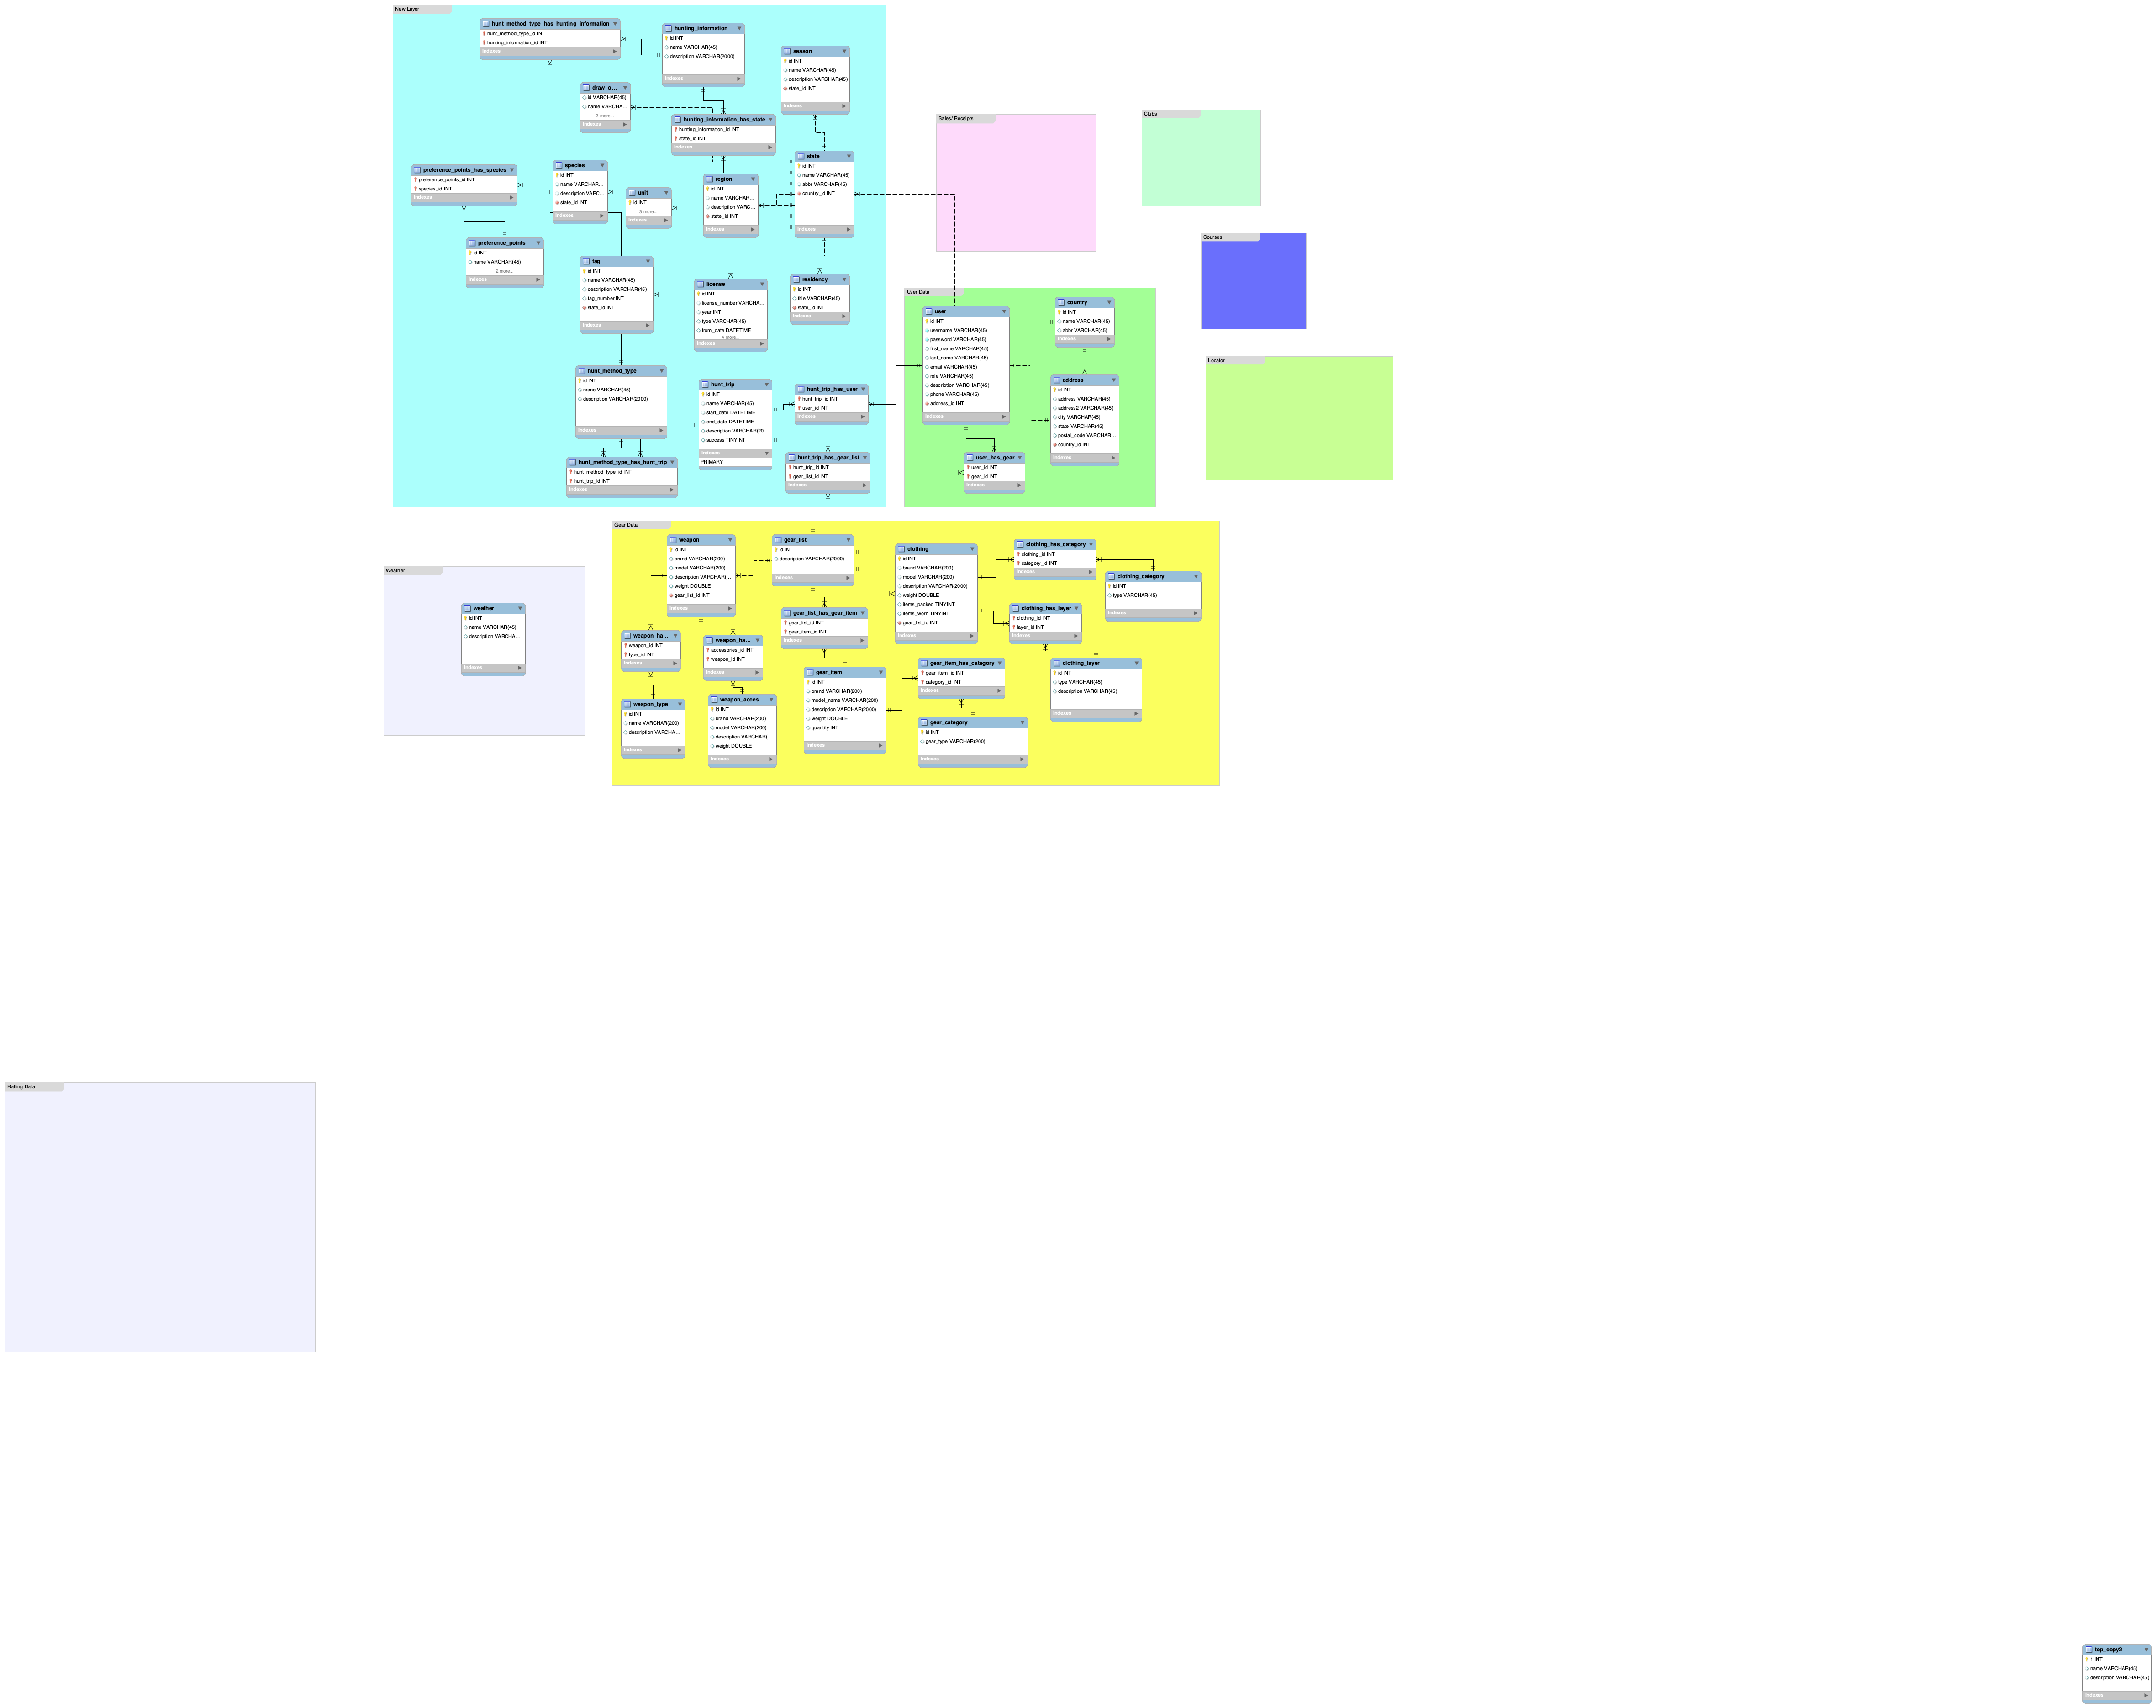 New Layer
hunt_method_type_has_hunting_information
hunt_method_type_id INT
hunting_information_id INT
Indexes
hunting_information
id INT
name VARCHAR(45)
description VARCHAR(2000)
Indexes
season
id INT
name VARCHAR(45)
description VARCHAR(45)
state_id INT
Indexes
draw_o...
id VARCHAR(45)
name VARCHA...
Indexes
hunting_information_has_state
hunting_information_id INT
state_id INT
Indexes
state
id INT
name VARCHAR(45)
abbr VARCHAR(45)
country_id INT
Indexes
preference_points_has_species
preference_points_id INT
species_id INT
Indexes
species
id INT
name VARCHAR...
description VARC...
state_id INT
Indexes
unit
id INT
Indexes
region
id INT
name VARCHAR...
description VARC...
state_id INT
Indexes
preference_points
id INT
name VARCHAR(45)
2 more...
Indexes
tag
id INT
name VARCHAR(45)
description VARCHAR(45)
tag_number INT
state_id INT
Indexes
license
id INT
license_number VARCHA...
year INT
type VARCHAR(45)
from_date DATETIME
4 more...
Indexes
residency
id INT
title VARCHAR(45)
state_id INT
Indexes
hunt_method_type
id INT
name VARCHAR(45)
description VARCHAR(2000)
Indexes
hunt_trip
id INT
name VARCHAR(45)
start_date DATETIME
end_date DATETIME
description VARCHAR(20...
success TINYINT
Indexes
PRIMARY
hunt_trip_has_user
hunt_trip_id INT
user_id INT
Indexes
hunt_method_type_has_hunt_trip
hunt_method_type_id INT
hunt_trip_id INT
Indexes
hunt_trip_has_gear_list
hunt_trip_id INT
gear_list_id INT
Indexes
Sales/ Receipts
Clubs
Courses
Locator
User Data
user
id INT
username VARCHAR(45)
password VARCHAR(45)
first_name VARCHAR(45)
last_name VARCHAR(45)
email VARCHAR(45)
role VARCHAR(45)
description VARCHAR(45)
phone VARCHAR(45)
address_id INT
Indexes
country
id INT
name VARCHAR(45)
abbr VARCHAR(45)
Indexes
address
id INT
address VARCHAR(45)
address2 VARCHAR(45)
city VARCHAR(45)
state VARCHAR(45)
postal_code VARCHAR...
country_id INT
Indexes
user_has_gear
user_id INT
gear_id INT
Indexes
Gear Data
weapon
id INT
brand VARCHAR(200)
model VARCHAR(200)
description VARCHAR(...
weight DOUBLE
gear_list_id INT
Indexes
gear_list
id INT
description VARCHAR(2000)
Indexes
clothing
id INT
brand VARCHAR(200)
model VARCHAR(200)
description VARCHAR(2000)
weight DOUBLE
items_packed TINYINT
items_worn TINYINT
gear_list_id INT
Indexes
clothing_has_category
clothing_id INT
category_id INT
Indexes
clothing_category
id INT
type VARCHAR(45)
Indexes
clothing_has_layer
clothing_id INT
layer_id INT
Indexes
gear_list_has_gear_item
gear_list_id INT
gear_item_id INT
Indexes
weapon_ha...
weapon_id INT
type_id INT
Indexes
weapon_ha...
accessories_id INT
weapon_id INT
Indexes
gear_item
id INT
brand VARCHAR(200)
model_name VARCHAR(200)
description VARCHAR(2000)
weight DOUBLE
quantity INT
Indexes
gear_item_has_category
gear_item_id INT
category_id INT
Indexes
clothing_layer
id INT
type VARCHAR(45)
description VARCHAR(45)
Indexes
weapon_type
id INT
name VARCHAR(200)
description VARCHA...
Indexes
weapon_acces...
id INT
brand VARCHAR(200)
model VARCHAR(200)
description VARCHAR(...
weight DOUBLE
Indexes
gear_category
id INT
gear_type VARCHAR(200)
Indexes
Weather
weather
id INT
name VARCHAR(45)
description VARCHA...
Indexes
Rafting Data
top_copy2
1 INT
name VARCHAR(45)
description VARCHAR(45)
Indexes